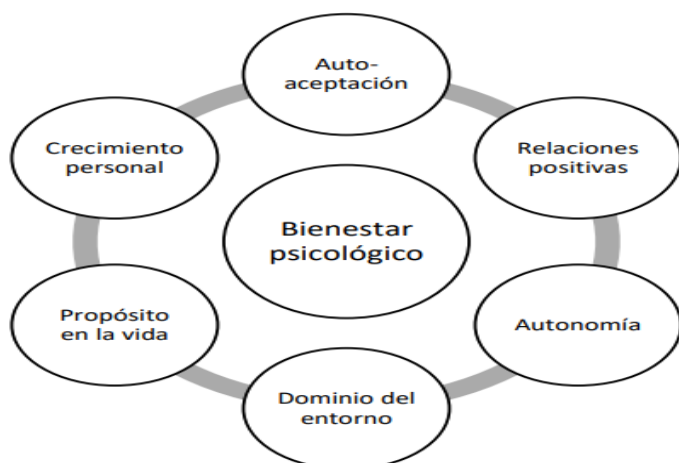 Auto-
aceptación
Relaciones
positivas
Autonomía
Dominio del
entorno
Propósito
en la vida
Crecimiento
personal
Bienestar
psicológico